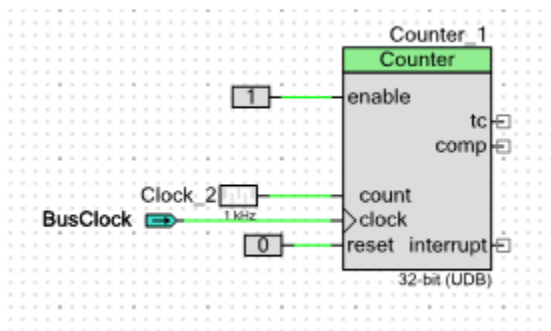 Counter_1
Counter
1
enable
tc
comp
Clock_2
1 kHz
count
BusClock
clock
0
reset
interrupt
32-bit (UDB)